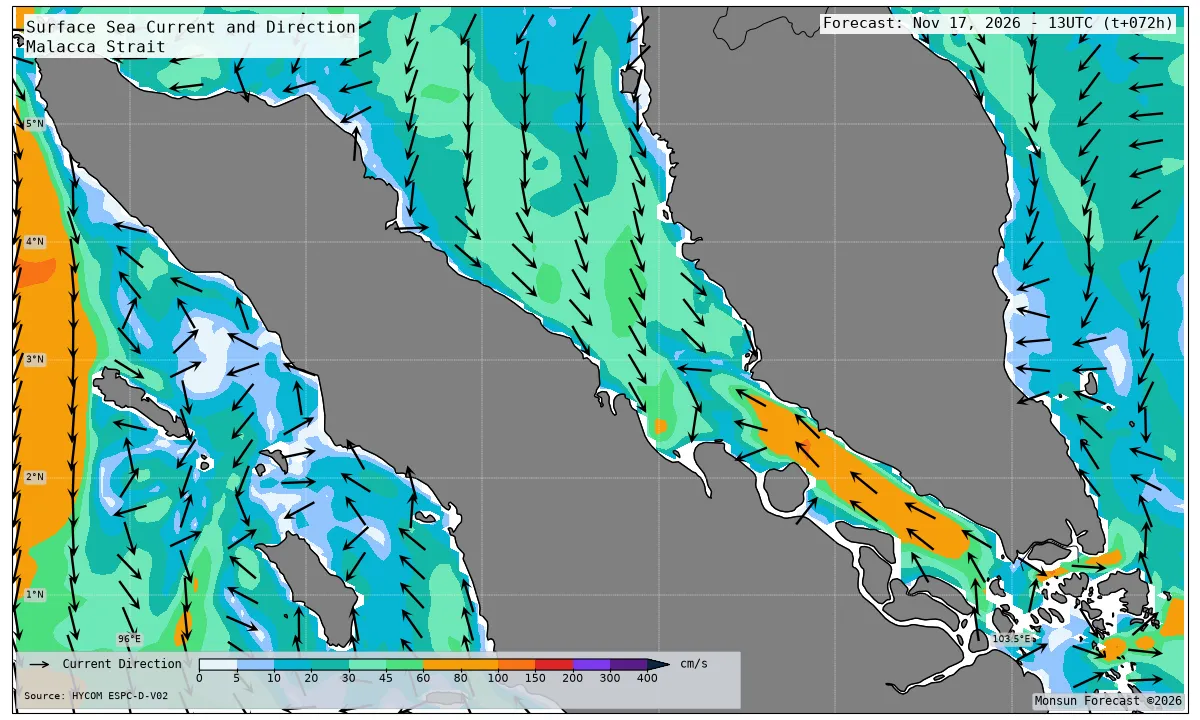 Surface Sea Current and Direction
Malacca Strait
Forecast: Nov 17, 2026 - 13UTC (t+072h)
5°N
4°N
3°N
2°N
1°N
96°E
103.5°E
Current Direction
cm/s
0 5 10 20 30 45 60 80 100 150 200 300 400
Source: HYCOM ESPC-D-V02
Monsun Forecast ©2026